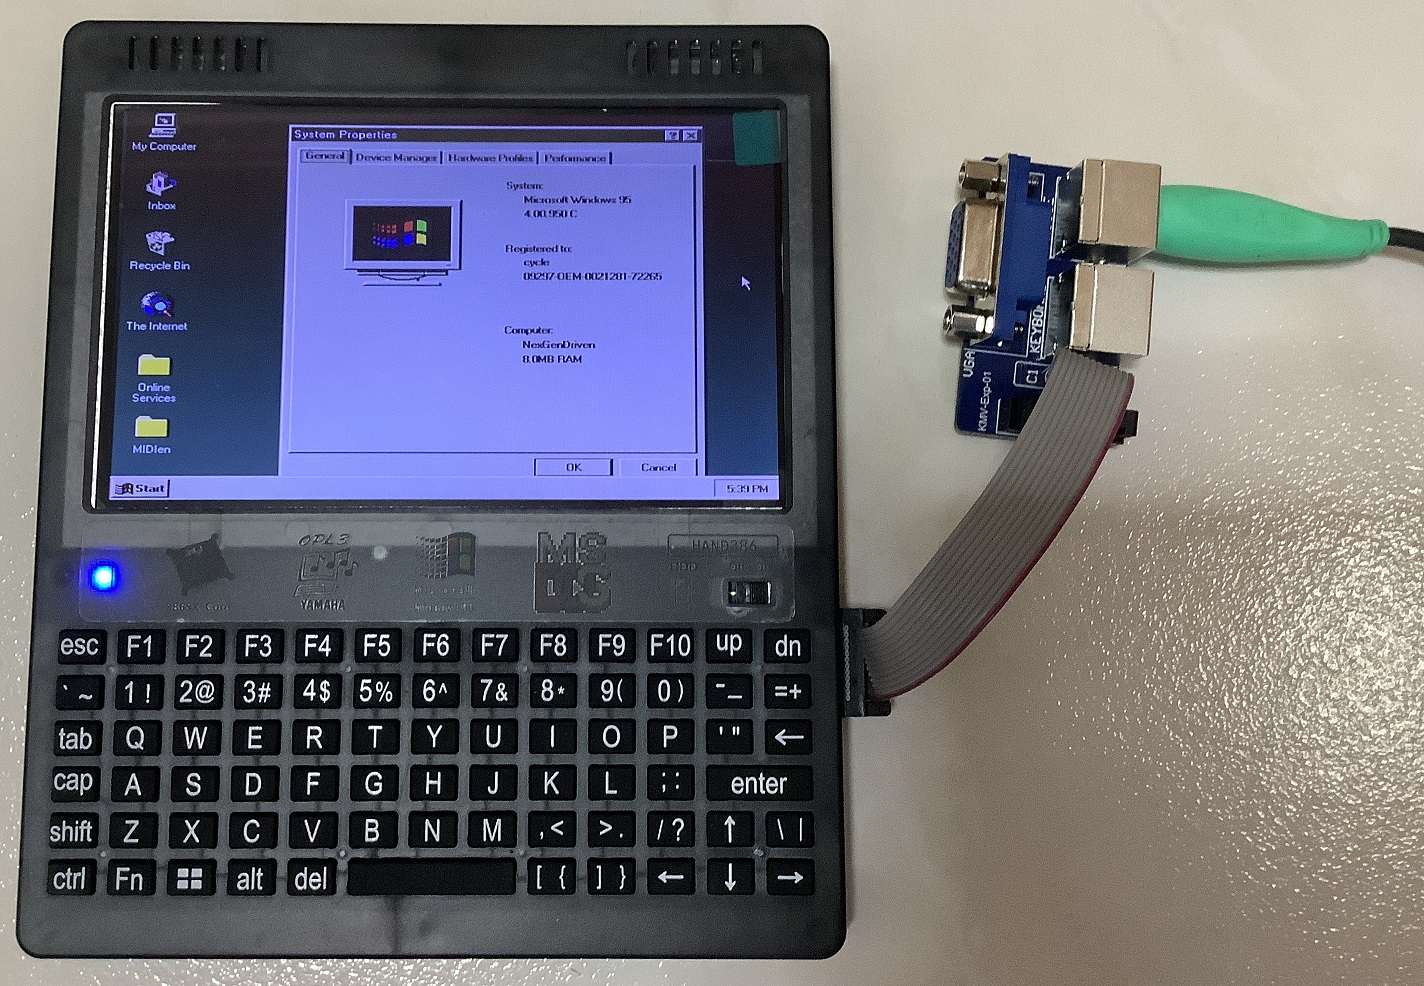 My Computer
Inbox
Recycle Bin
The Internet
Online
Services
MIDIen
System Properties
General
Device Manager
Hardware Profiles
Performance
System:
Microsoft Windows 95
4.00.950 C
Registered to:
cycle
09297-OEM-0021281-72265
Computer:
NexGenDriven
8.0MB RAM
OK
Cancel
Start
5:39 PM
OPL3
YAMAHA
MS
DOS
HAND386
esc F1 F2 F3 F4 F5 F6 F7 F8 F9 F10 up dn
` ~ 1 ! 2@ 3# 4$ 5% 6^ 7& 8* 9( 0) -_ =+
tab Q W E R T Y U I O P ' " ←
cap A S D F G H J K L ; : enter
shift Z X C V B N M , < > . / ? ↑ \ |
ctrl Fn alt del [ { ] } ← ↓ →
VGA
C1
KMV-Exp-01